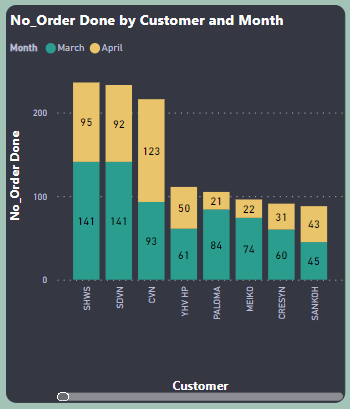 No_Order Done by Customer and Month
Month March April
No_Order Done
200
100
0
95
92
123
50
21
22
31
43
141
141
93
61
84
74
60
45
SHWS
SDVN
CVN
YHV HP
PALOMA
MEIKO
CRESYN
SANKOH
Customer